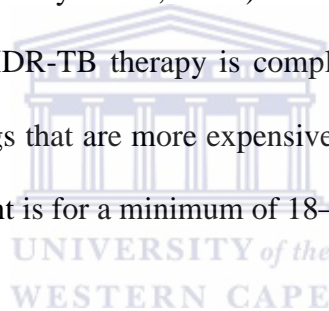 MDR-TB therapy is compl
gs that are more expensive
nt is for a minimum of 18–
UNIVERSITY of the
WESTERN CAPE